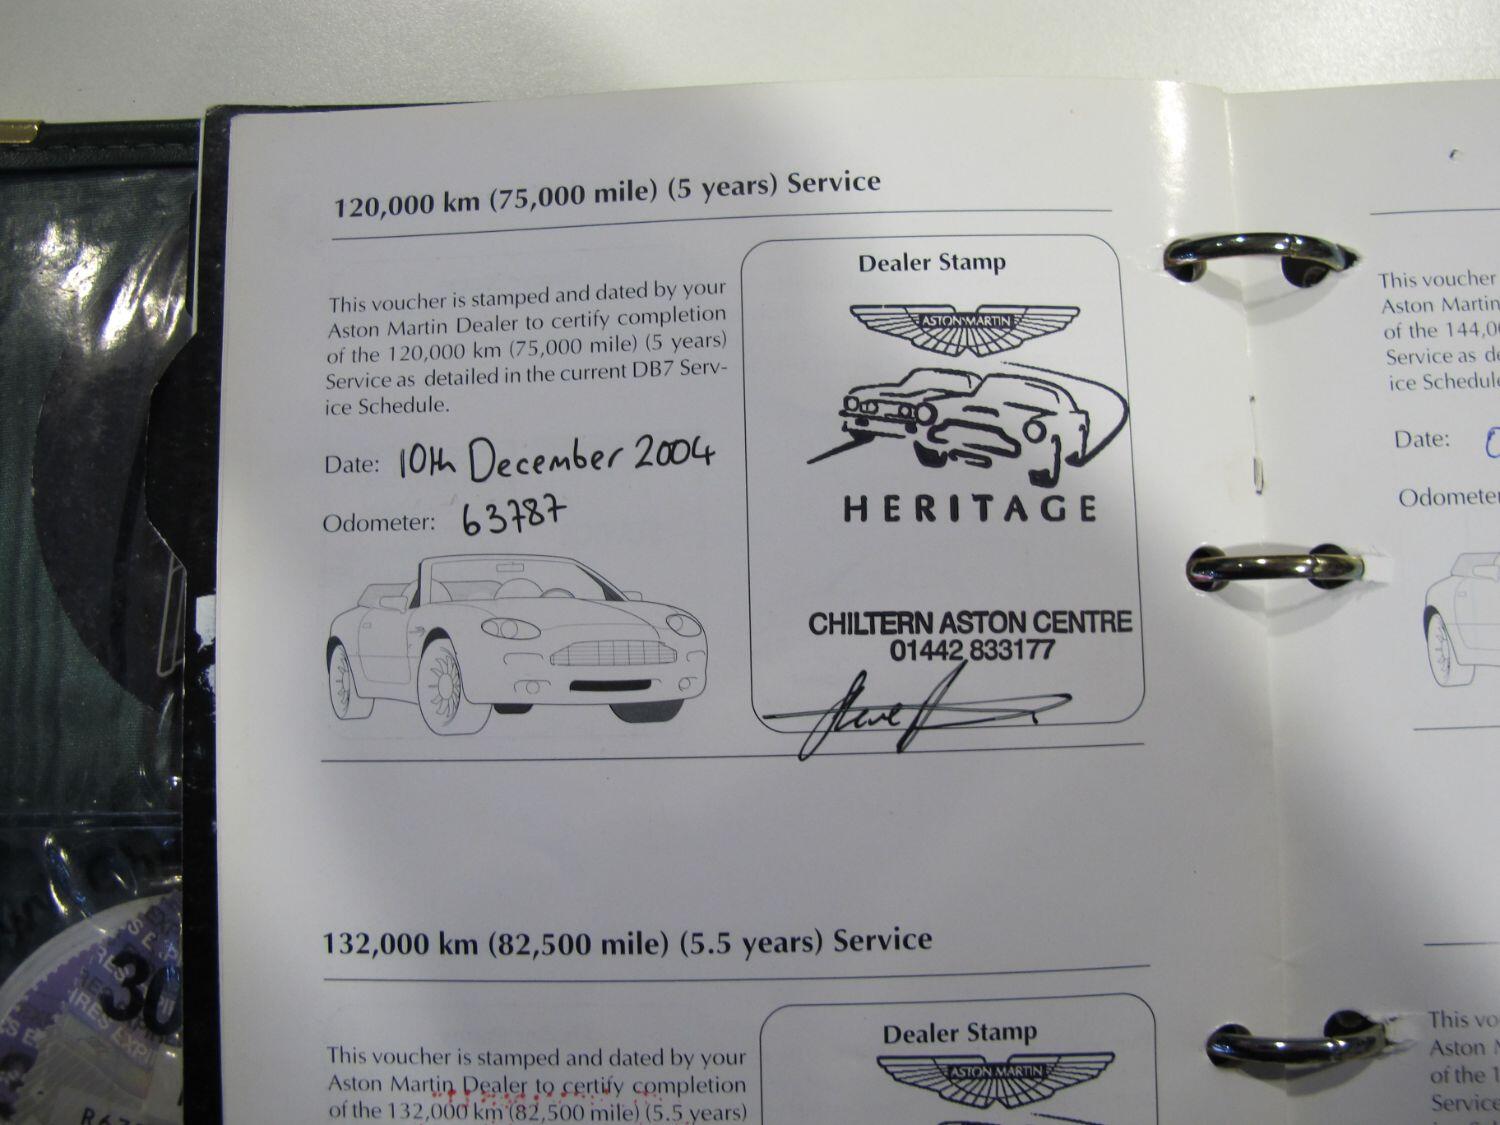 120,000 km (75,000 mile) (5 years) Service
This voucher is stamped and dated by your
Aston Martin Dealer to certify completion
of the 120,000 km (75,000 mile) (5 years)
Service as detailed in the current DB7 Serv-
ice Schedule.
Date: 10th December 2004
Odometer: 63787
Dealer Stamp
ASTON MARTIN
HERITAGE
CHILTERN ASTON CENTRE
01442 833177
132,000 km (82,500 mile) (5.5 years) Service
This voucher is stamped and dated by your
Aston Martin Dealer to certify completion
of the 132,000 km (82,500 mile) (5.5 years)
Dealer Stamp
ASTON MARTIN
This voucher
Aston Martin
of the 144,0
Service as de
ice Schedule
Date:
Odometer
This vo
Aston M
of the 1
Service
30